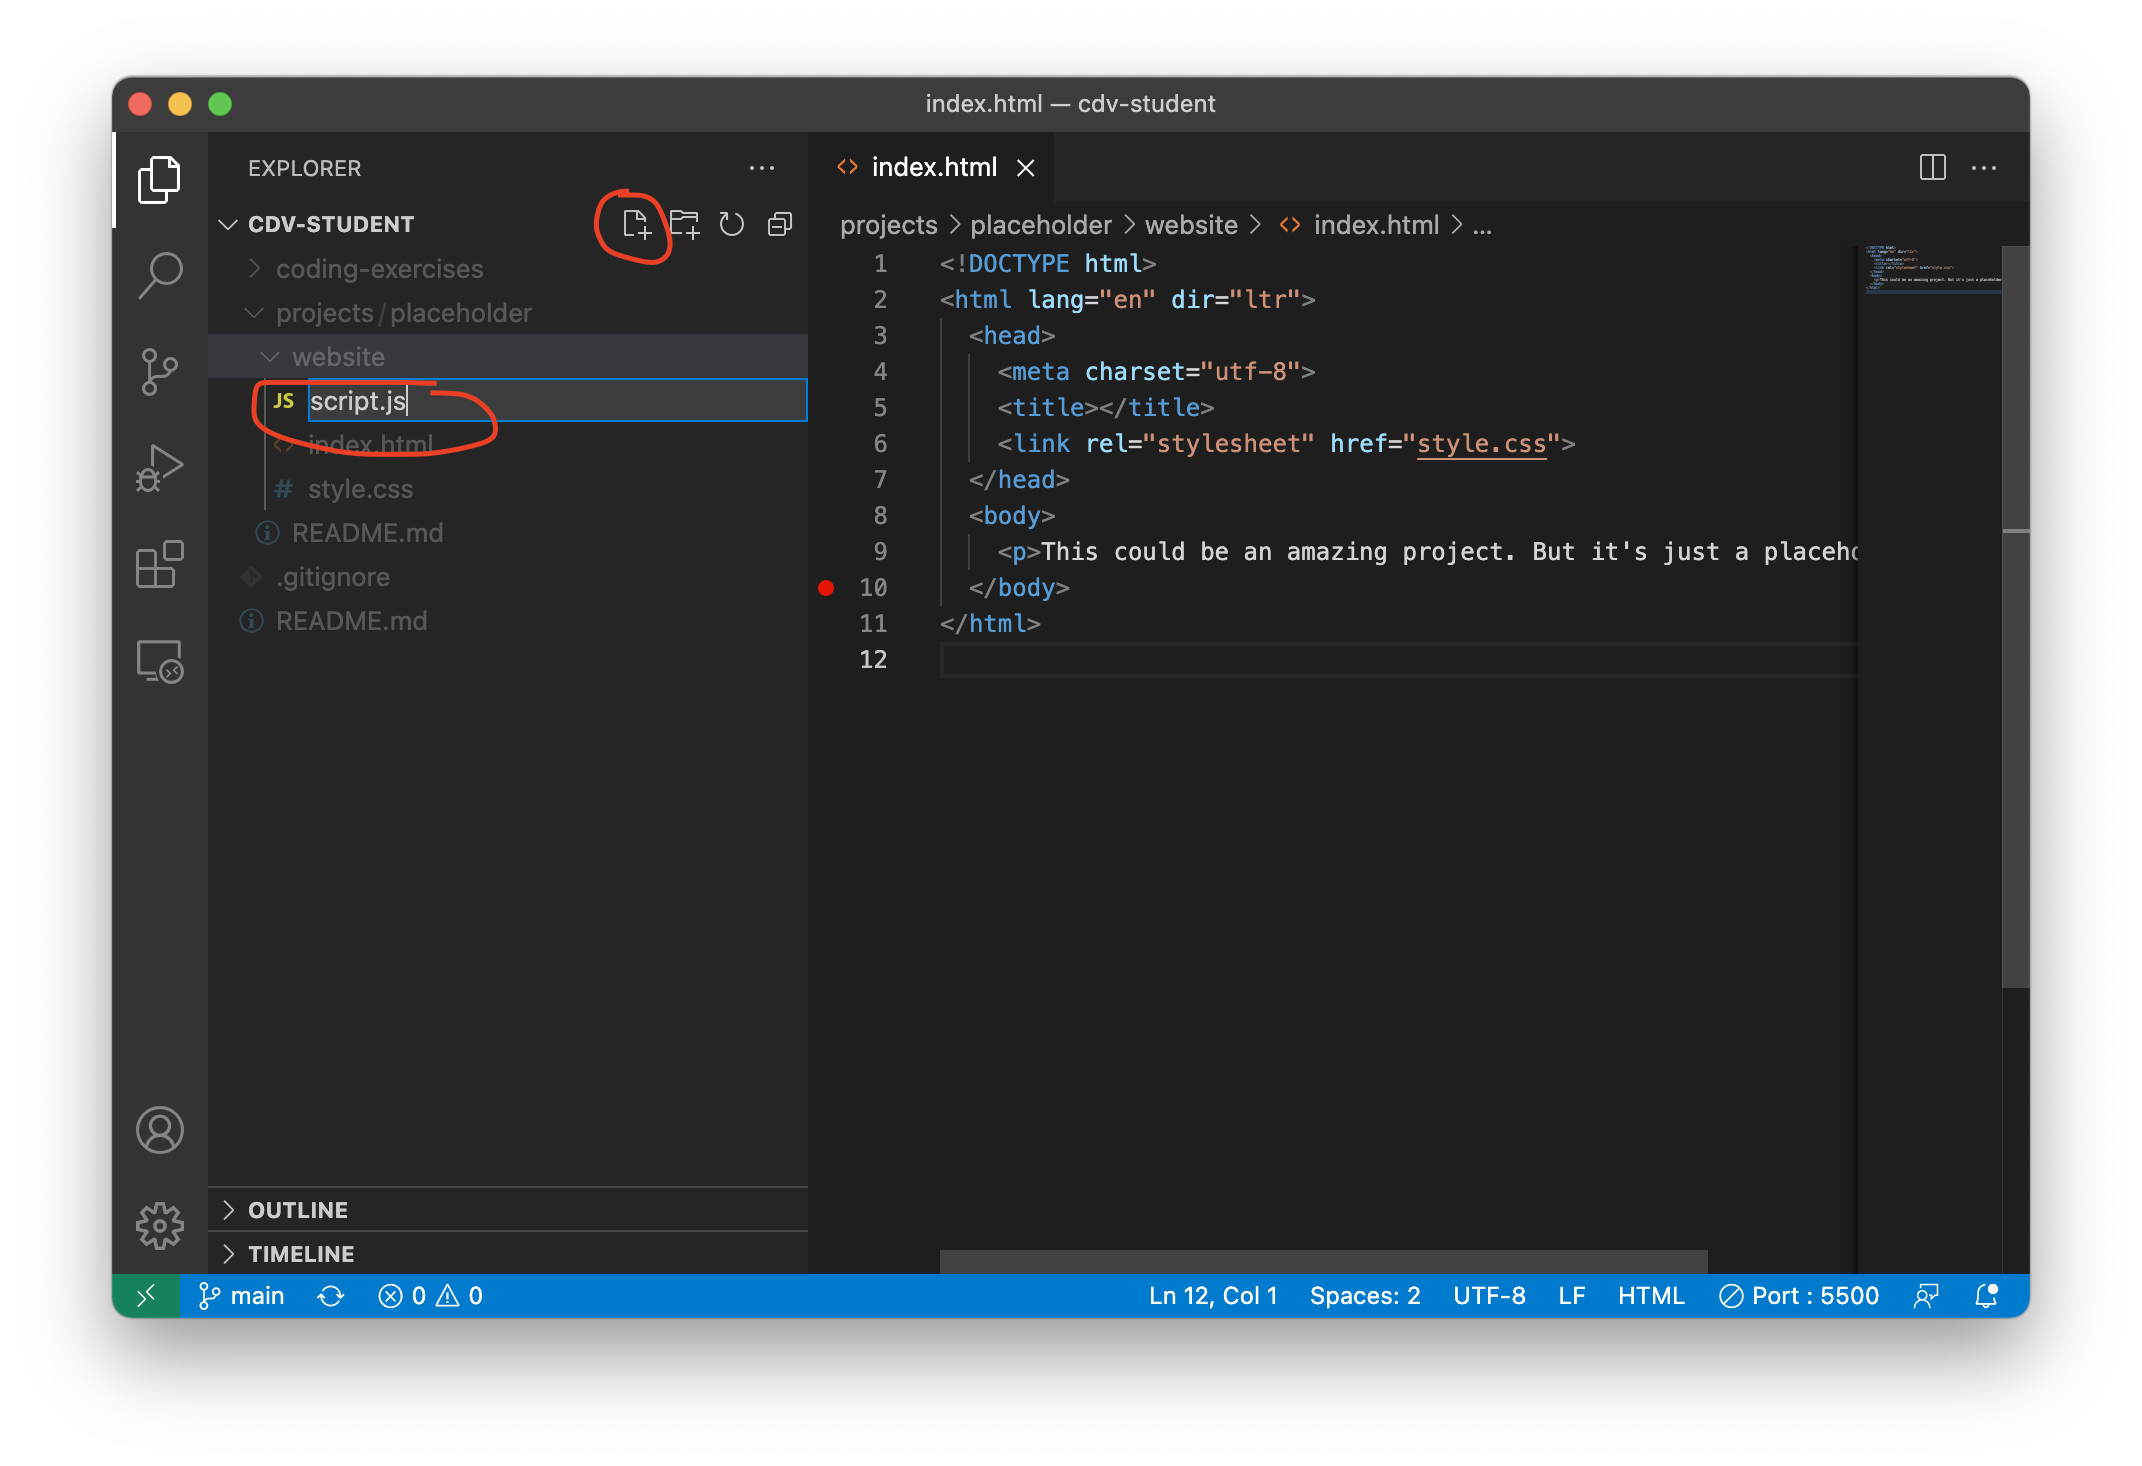 index.html — cdv-student
EXPLORER
CDV-STUDENT
coding-exercises
projects/placeholder
website
JS script.js
index.html
# style.css
README.md
.gitignore
README.md
OUTLINE
TIMELINE
index.html
projects > placeholder > website > <> index.html > ...
1 <!DOCTYPE html>
2 <html lang="en" dir="ltr">
3 <head>
4 <meta charset="utf-8">
5 <title></title>
6 <link rel="stylesheet" href="style.css">
7 </head>
8 <body>
9 <p>This could be an amazing project. But it's just a placeho
10 </body>
11 </html>
12
main 0 0 Ln 12, Col 1 Spaces: 2 UTF-8 LF HTML Port : 5500